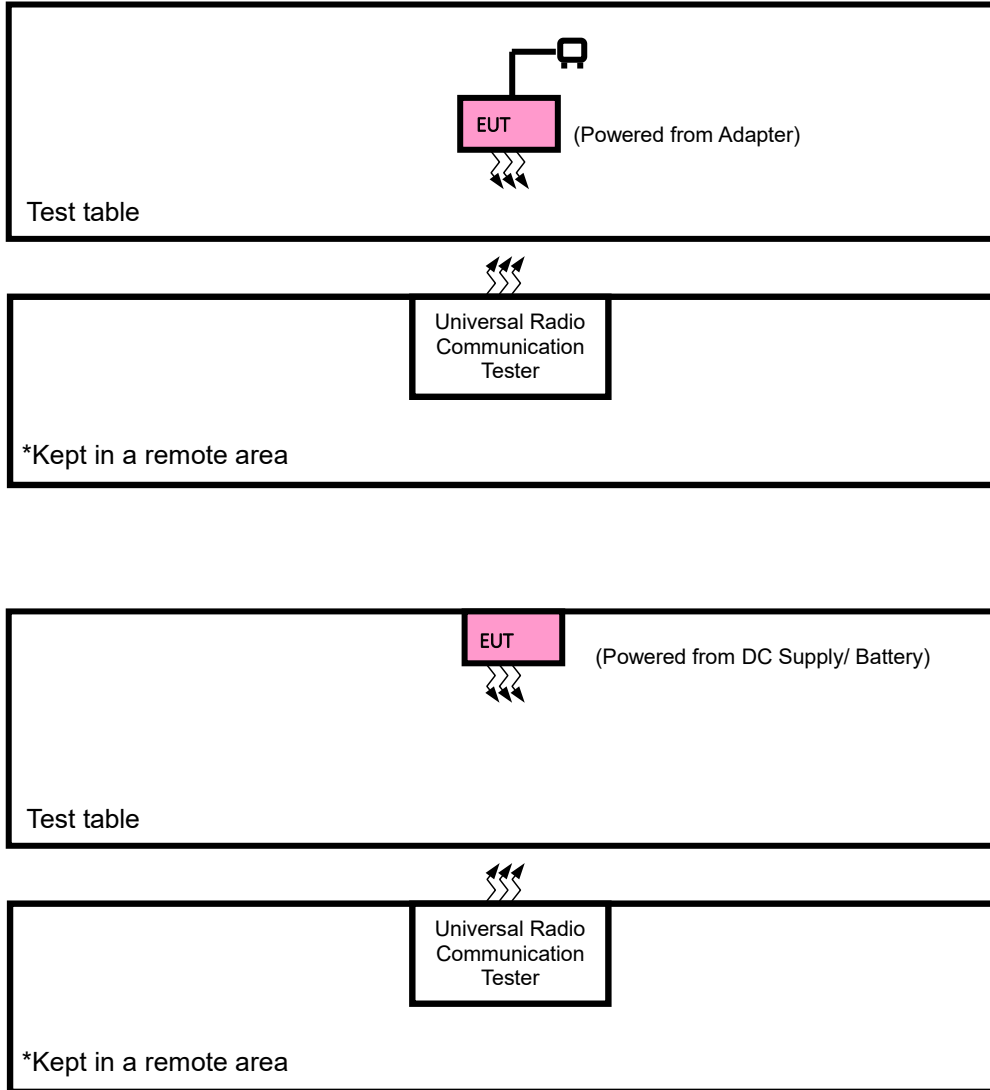 EUT
(Powered from Adapter)
Test table
Universal Radio
Communication
Tester
*Kept in a remote area
EUT
(Powered from DC Supply/ Battery)
Test table
Universal Radio
Communication
Tester
*Kept in a remote area